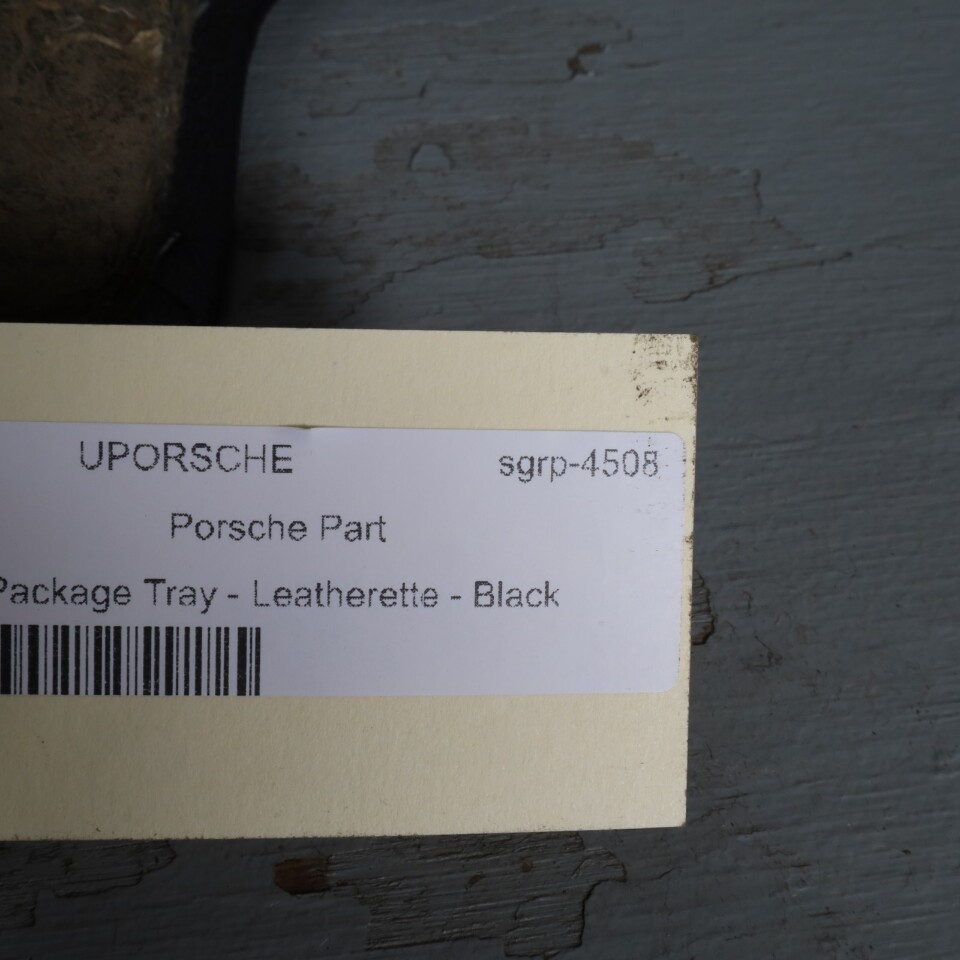 UPORSCHE sgrp-4508
Porsche Part
Package Tray - Leatherette - Black